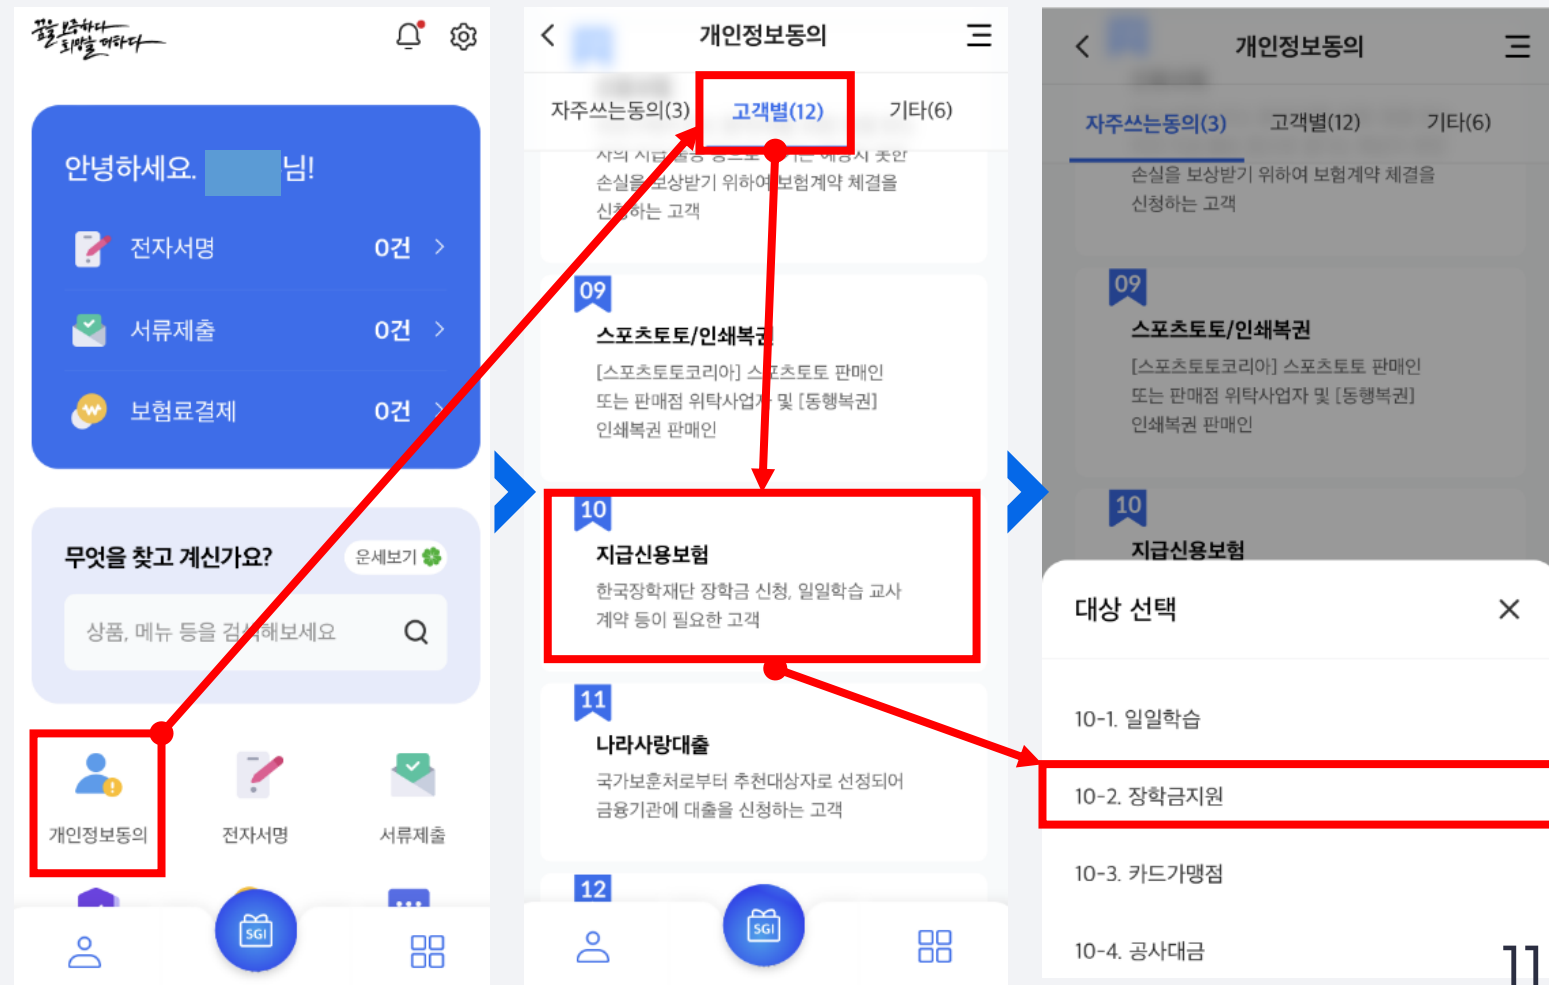 꿈을 보증하다
희망을 더하다
안녕하세요.
님!
전자서명 0건
서류제출 0건
보험료결제 0건
무엇을 찾고 계신가요?
운세보기
상품, 메뉴 등을 검색해보세요
개인정보동의
전자서명
서류제출
SGI
개인정보동의
자주쓰는동의(3)
고객별(12)
기타(6)
손실을 보상받기 위하여 보험계약 체결을
신청하는 고객
09
스포츠토토/인쇄복권
[스포츠토토코리아] 스포츠토토 판매인
또는 판매점 위탁사업자 및 [동행복권]
인쇄복권 판매인
10
지급신용보험
한국장학재단 장학금 신청, 일일학습 교사
계약 등이 필요한 고객
11
나라사랑대출
국가보훈처로부터 추천대상자로 선정되어
금융기관에 대출을 신청하는 고객
12
SGI
개인정보동의
자주쓰는동의(3)
고객별(12)
기타(6)
손실을 보상받기 위하여 보험계약 체결을
신청하는 고객
09
스포츠토토/인쇄복권
[스포츠토토코리아] 스포츠토토 판매인
또는 판매점 위탁사업자 및 [동행복권]
인쇄복권 판매인
10
지급신용보험
대상 선택
10-1. 일일학습
10-2. 장학금지원
10-3. 카드가맹점
10-4. 공사대금
11